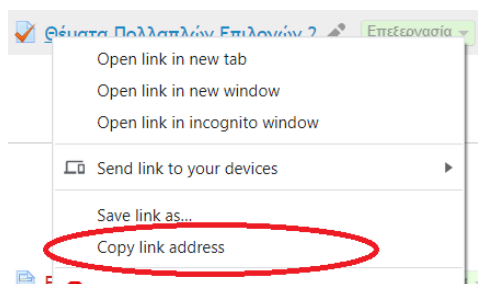 Θέματα Πολλαπλών Επιλογών 2 Επεξεργασία
Open link in new tab
Open link in new window
Open link in incognito window
Send link to your devices
Save link as...
Copy link address